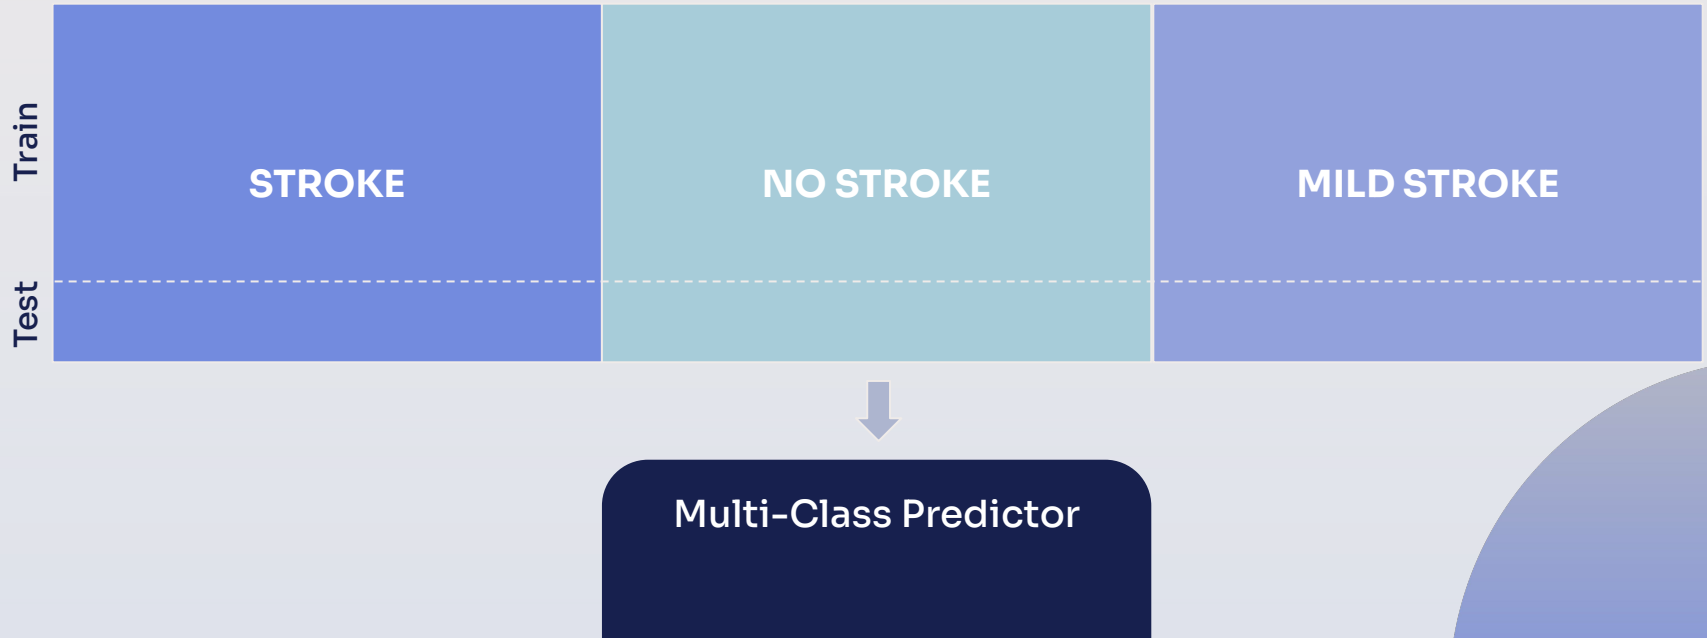 Train
STROKE
NO STROKE
MILD STROKE
Test
Multi-Class Predictor